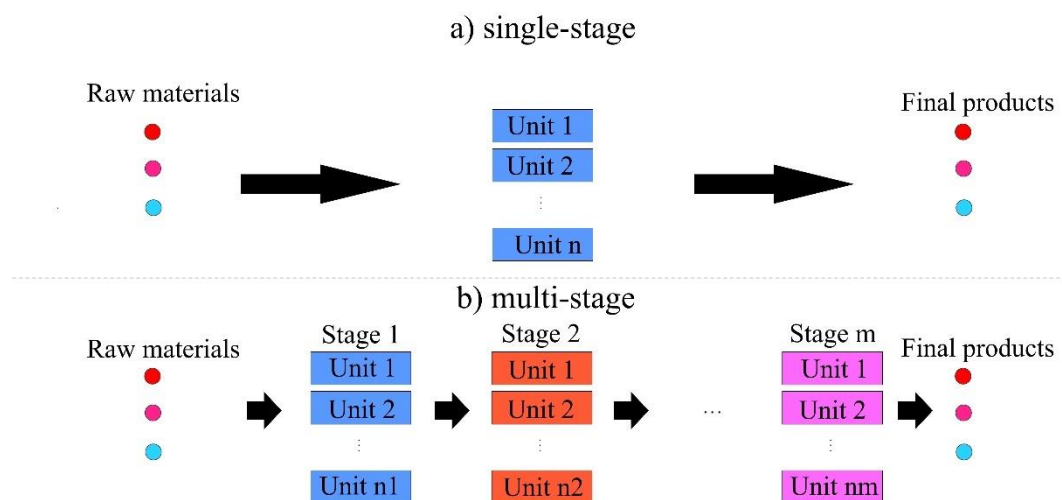 a) single-stage
Raw materials
Final products
Unit 1
Unit 2
⋮
Unit n
b) multi-stage
Raw materials
Stage 1
Stage 2
Stage m
Final products
Unit 1
Unit 1
Unit 1
Unit 2
Unit 2
...
Unit 2
⋮
⋮
⋮
Unit n1
Unit n2
Unit nm